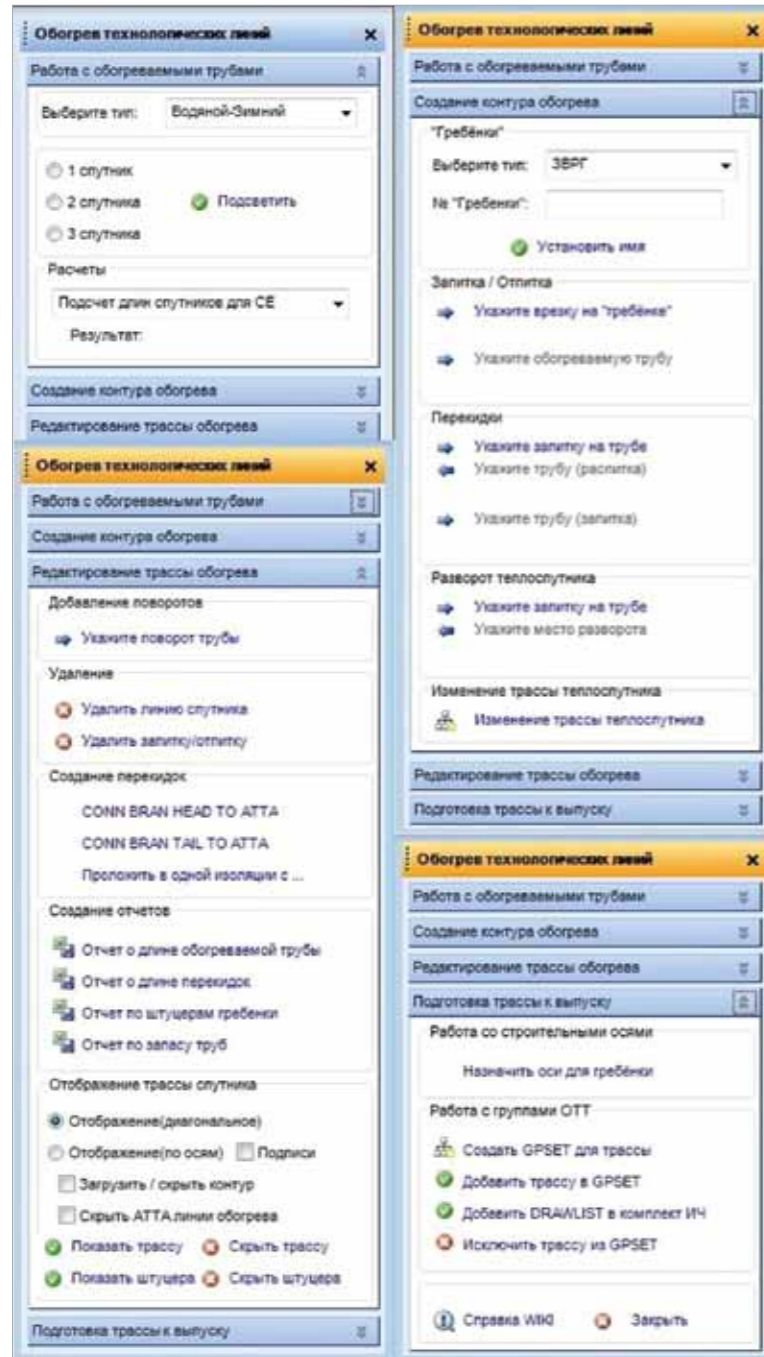 Обогрев технологических линий
Работа с обогреваемыми трубами
Выберите тип: Водяной-Зимний
1 спутник
2 спутника Подсветить
3 спутника
Расчеты
Подсчет длин спутников для СЕ
Результат:
Создание контура обогрева
Редактирование трассы обогрева
Обогрев технологических линий
Работа с обогреваемыми трубами
Создание контура обогрева
Редактирование трассы обогрева
Добавление поворотов
Укажите поворот трубы
Удаление
Удалить линию спутника
Удалить запитку/отпитку
Создание перекидок
CONN BRAN HEAD TO ATTA
CONN BRAN TAIL TO ATTA
Проложить в одной изоляции с ...
Создание отчетов
Отчет о длине обогреваемой трубы
Отчет о длине перекидок
Отчет по штуцерам гребенки
Отчет по запасу труб
Отображение трассы спутника
Отображение(диагональное)
Отображение(по осям) Подписи
Загрузить / скрыть контур
Скрыть ATTA линии обогрева
Показать трассу Скрыть трассу
Показать штуцера Скрыть штуцера
Подготовка трассы к выпуску
Обогрев технологических линий
Работа с обогреваемыми трубами
Создание контура обогрева
"Гребёнки"
Выберите тип: ЗВРГ
№ "Гребенки":
Установить имя
Запитка / Отпитка
Укажите врезку на "гребёнке"
Укажите обогреваемую трубу
Перекидки
Укажите запитку на трубе
Укажите трубу (распитка)
Укажите трубу (запитка)
Разворот теплоспутника
Укажите запитку на трубе
Укажите место разворота
Изменение трассы теплоспутника
Изменение трассы теплоспутника
Редактирование трассы обогрева
Подготовка трассы к выпуску
Обогрев технологических линий
Работа с обогреваемыми трубами
Создание контура обогрева
Редактирование трассы обогрева
Подготовка трассы к выпуску
Работа со строительными осями
Назначить оси для гребёнки
Работа с группами ОТТ
Создать GPSET для трассы
Добавить трассу в GPSET
Добавить DRAWLIST в комплект ИЧ
Исключить трассу из GPSET
Справка WIKI Закрыть